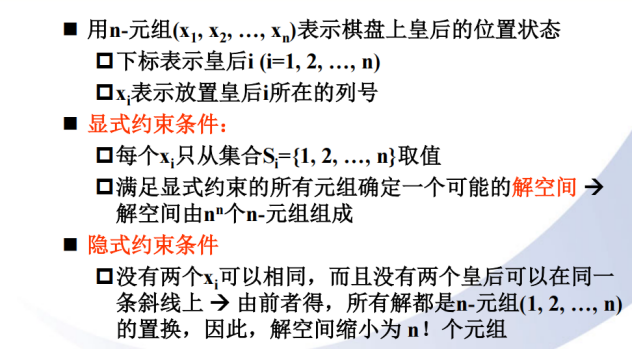 ■ 用n-元组(x₁, x₂, …, xₙ)表示棋盘上皇后的位置状态
□下标表示皇后i (i=1, 2, …, n)
□xᵢ表示放置皇后i所在的列号
■ 显式约束条件：
□每个xᵢ只从集合Sᵢ={1, 2, …, n}取值
□满足显式约束的所有元组确定一个可能的解空间 →
解空间由nⁿ个n-元组组成
■ 隐式约束条件
□没有两个xᵢ可以相同，而且没有两个皇后可以在同一
条斜线上 → 由前者得，所有解都是n-元组(1, 2, …, n)
的置换，因此，解空间缩小为 n！个元组